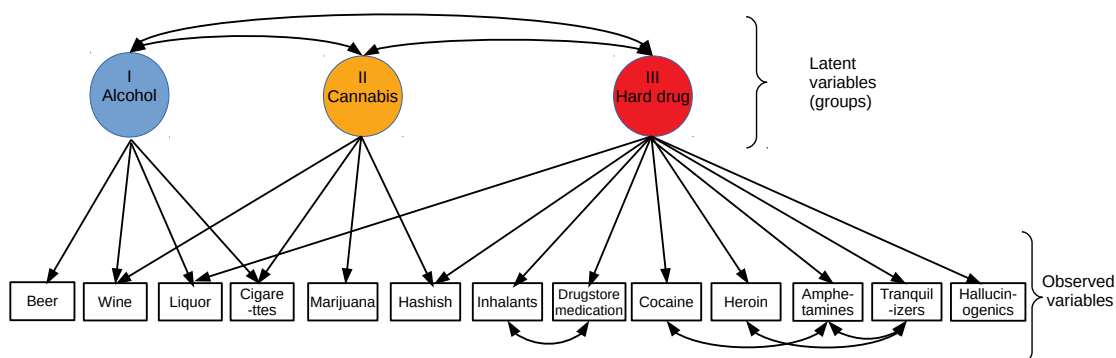 I
Alcohol
II
Cannabis
III
Hard drug
Latent
variables
(groups)
Beer
Wine
Liquor
Cigare
-ttes
Marijuana
Hashish
Inhalants
Drugstore
medication
Cocaine
Heroin
Amphe-
tamines
Tranquil
-izers
Hallucin-
ogenics
Observed
variables